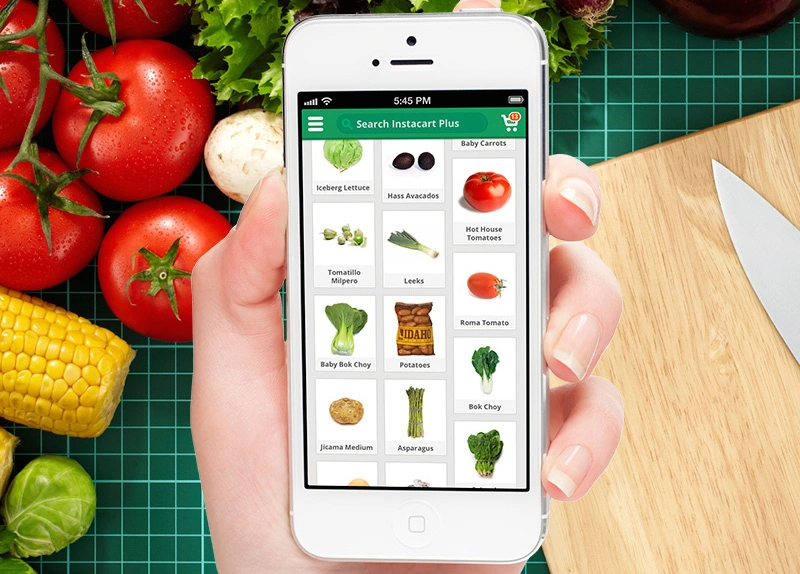 5:45 PM
Search Instacart Plus
13
Baby Carrots
Iceberg Lettuce
Hass Avacados
Hot House
Tomatoes
Tomatillo
Milpero
Leeks
Roma Tomato
IDAHO
Baby Bok Choy
Potatoes
Bok Choy
Jicama Medium
Asparagus